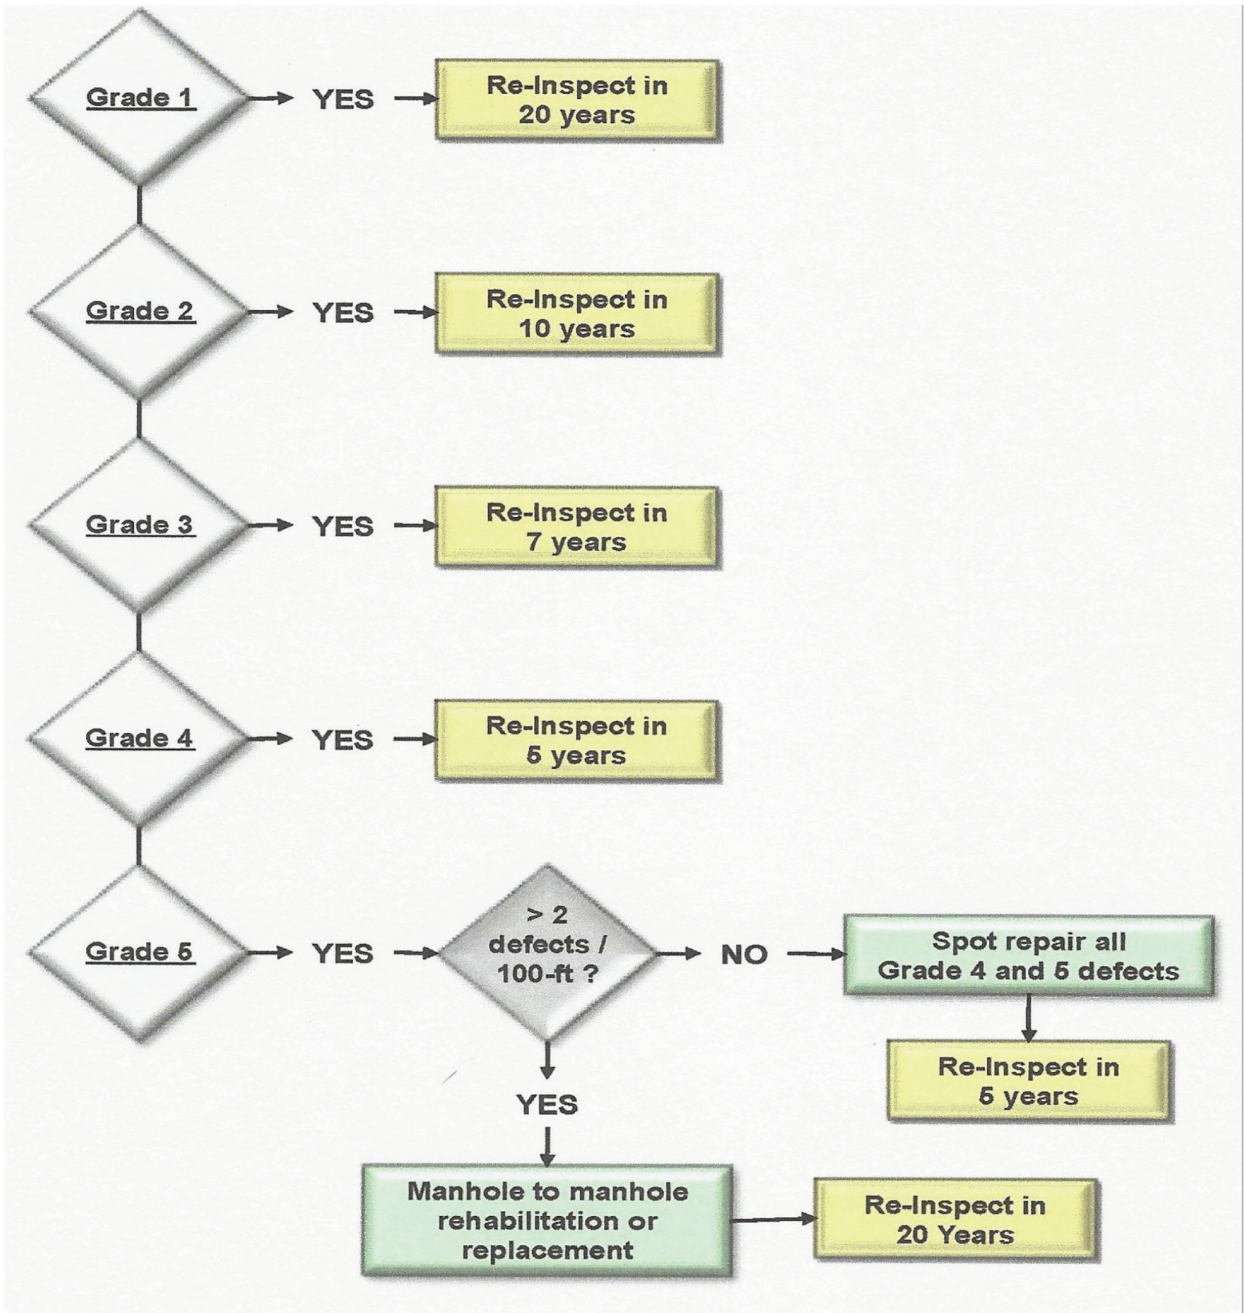 Grade 1
YES
Re-Inspect in
20 years
Grade 2
YES
Re-Inspect in
10 years
Grade 3
YES
Re-Inspect in
7 years
Grade 4
YES
Re-Inspect in
5 years
Grade 5
YES
> 2
defects /
100-ft ?
NO
Spot repair all
Grade 4 and 5 defects
Re-Inspect in
5 years
YES
Manhole to manhole
rehabilitation or
replacement
Re-Inspect in
20 Years